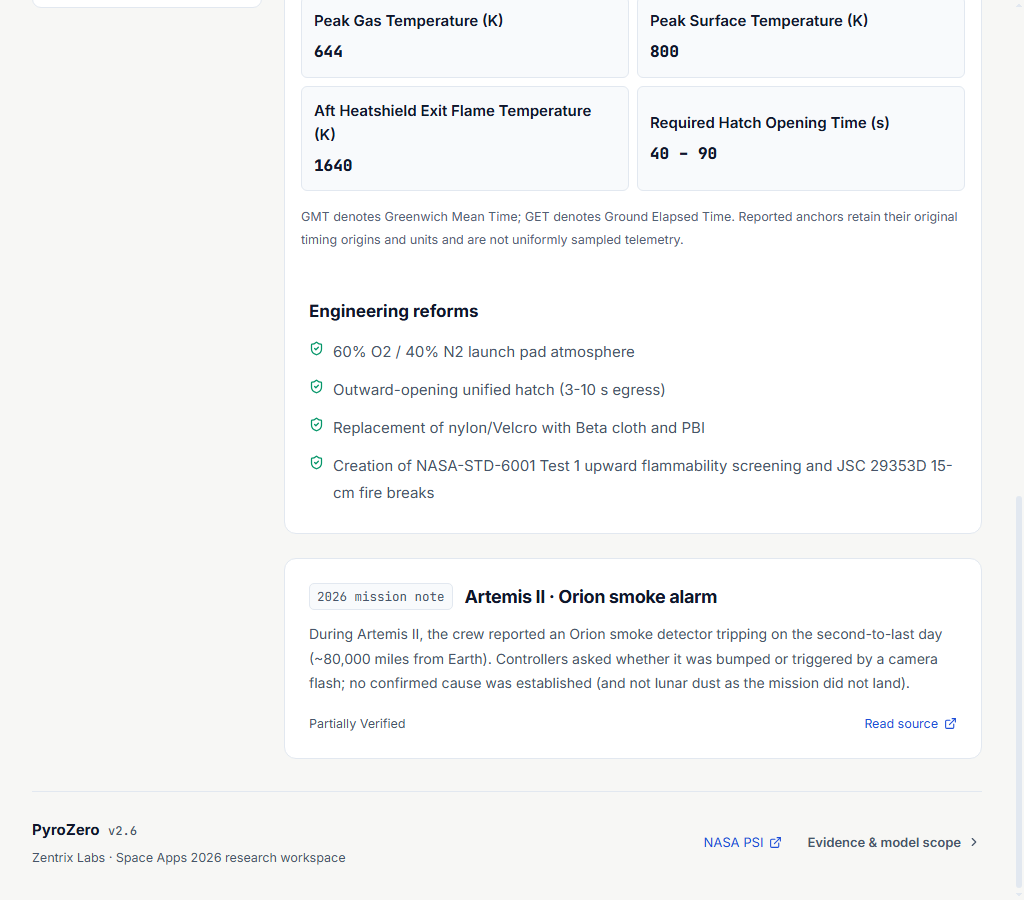 Peak Gas Temperature (K)
644
Peak Surface Temperature (K)
800
Aft Heatshield Exit Flame Temperature
(K)
1640
Required Hatch Opening Time (s)
40 – 90
GMT denotes Greenwich Mean Time; GET denotes Ground Elapsed Time. Reported anchors retain their original
timing origins and units and are not uniformly sampled telemetry.
Engineering reforms
60% O2 / 40% N2 launch pad atmosphere
Outward-opening unified hatch (3-10 s egress)
Replacement of nylon/Velcro with Beta cloth and PBI
Creation of NASA-STD-6001 Test 1 upward flammability screening and JSC 29353D 15-
cm fire breaks
2026 mission note
Artemis II · Orion smoke alarm
During Artemis II, the crew reported an Orion smoke detector tripping on the second-to-last day
(~80,000 miles from Earth). Controllers asked whether it was bumped or triggered by a camera
flash; no confirmed cause was established (and not lunar dust as the mission did not land).
Partially Verified
Read source
PyroZero v2.6
Zentrix Labs · Space Apps 2026 research workspace
NASA PSI
Evidence & model scope